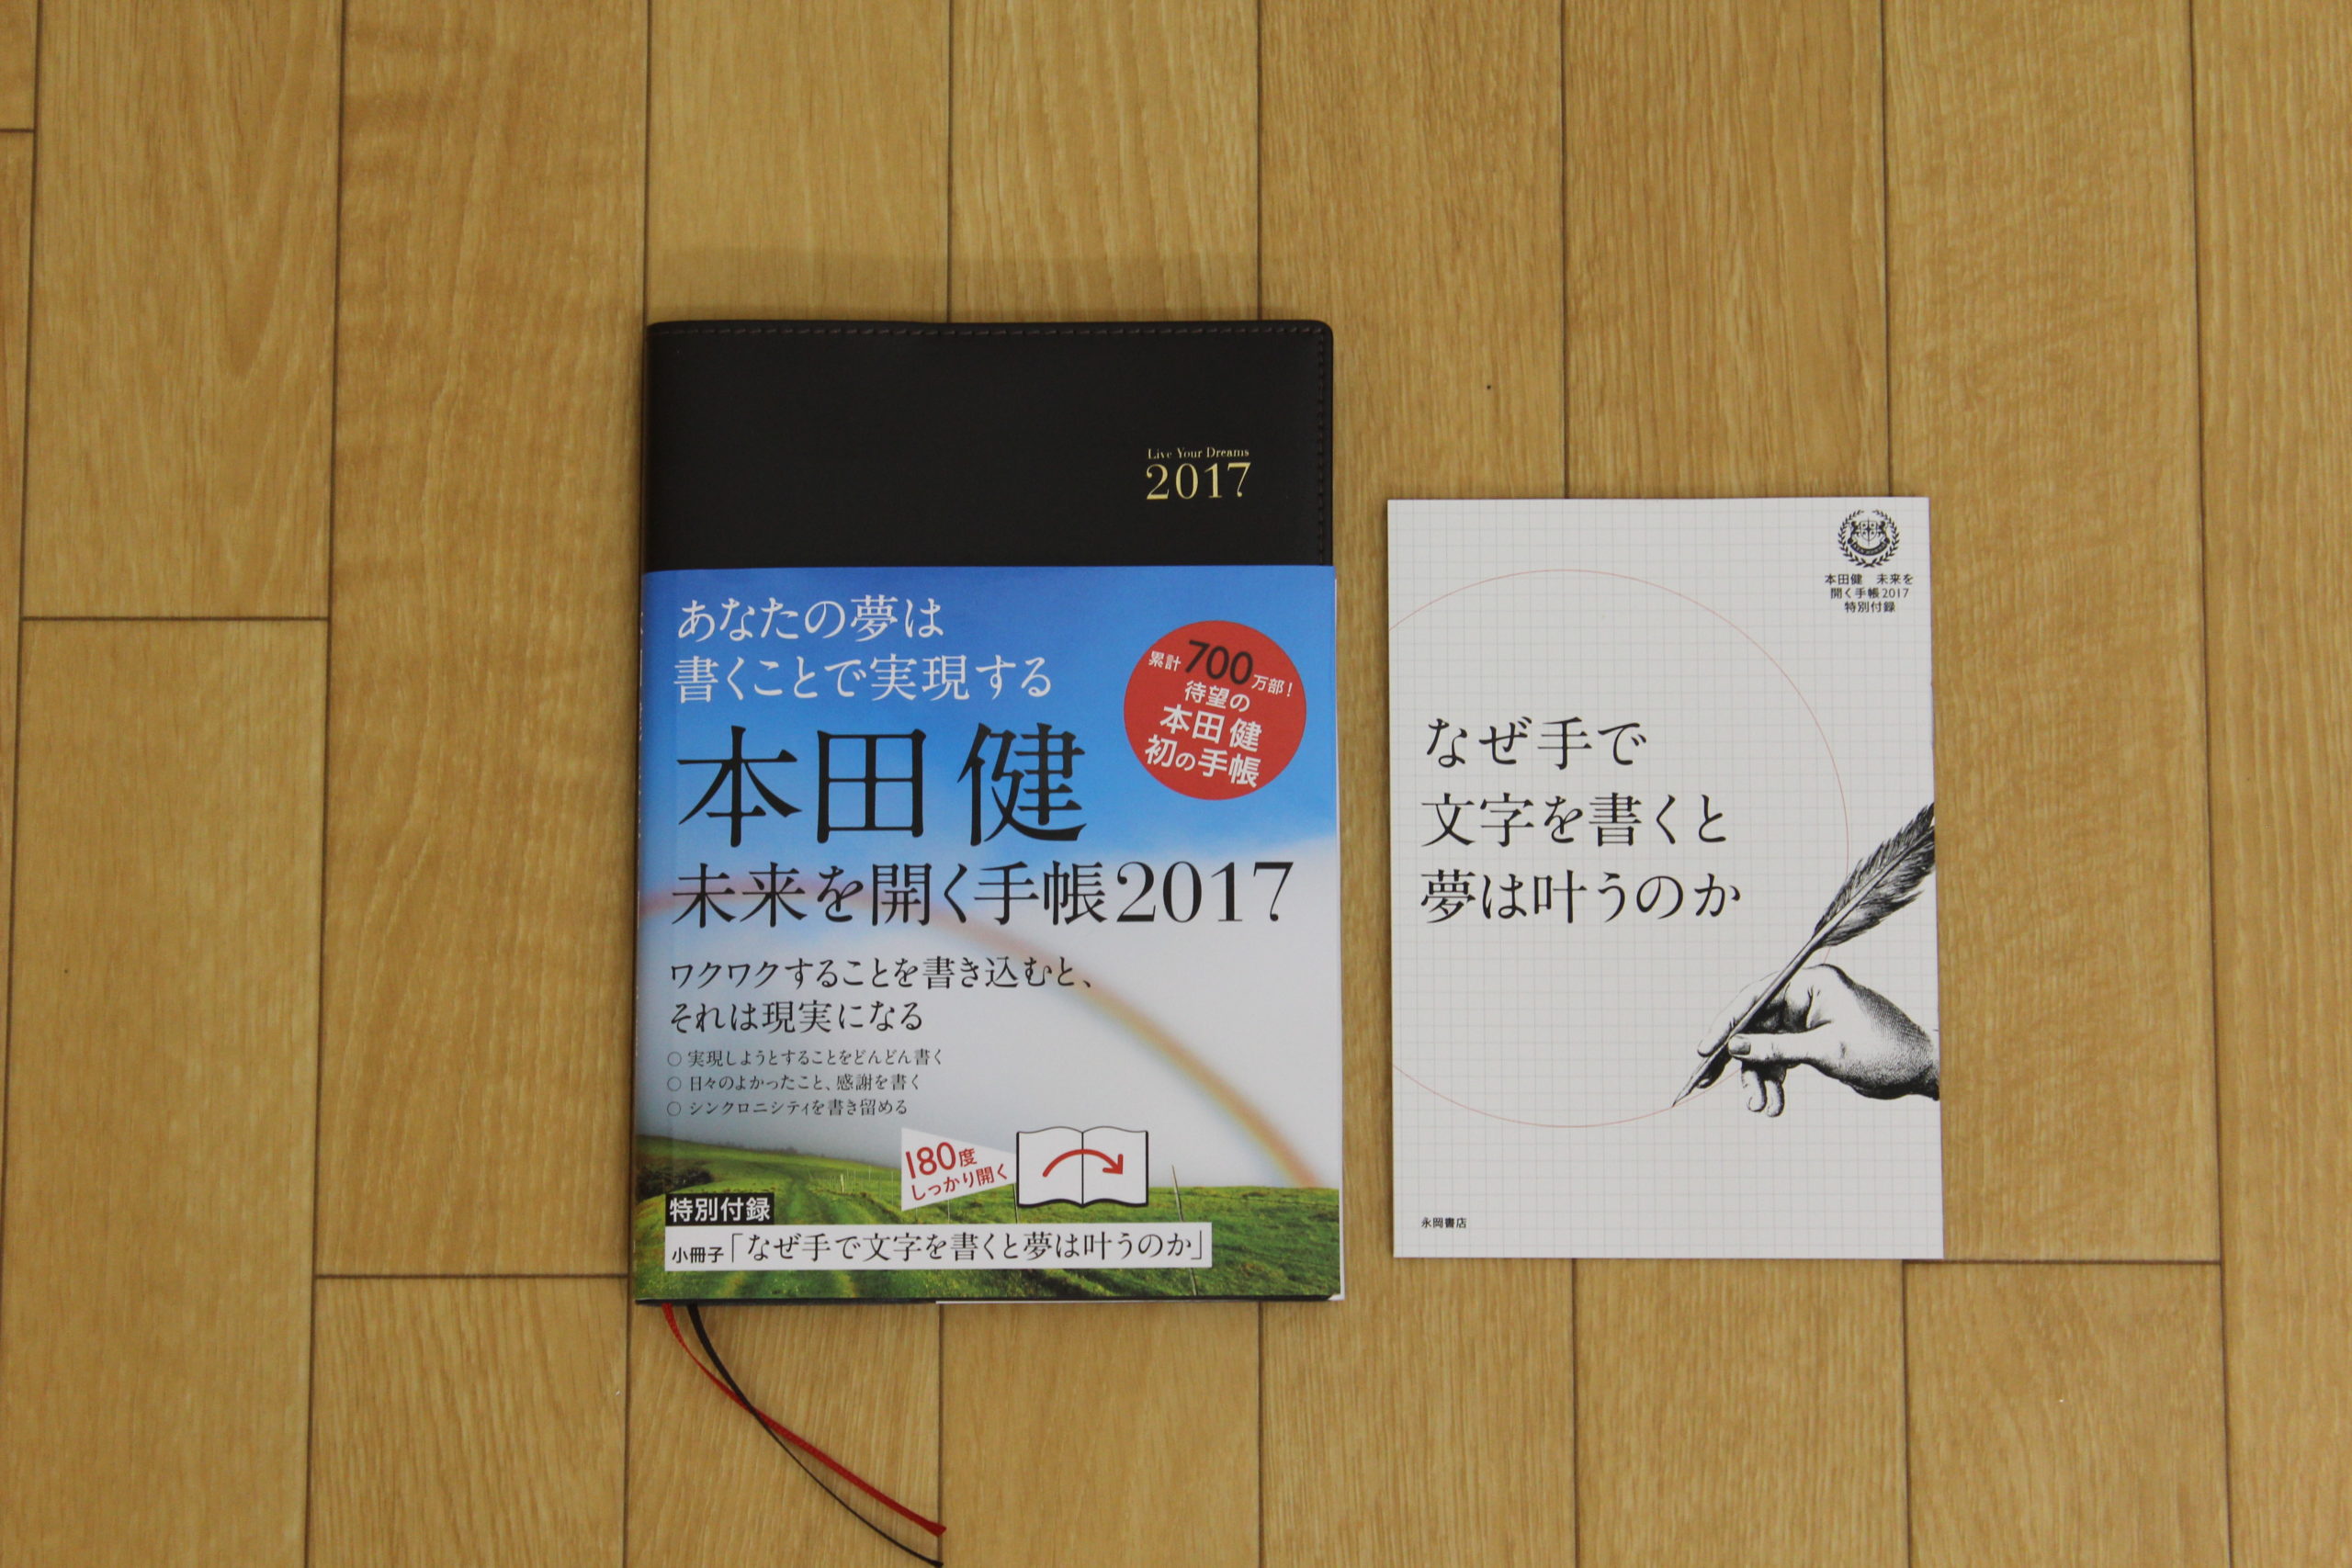 Live Your Dreams
2017
あなたの夢は
書くことで実現する
累計700万部!
待望の
本田 健
初の手帳
本田 健
未来を開く手帳2017
ワクワクすることを書き込むと、
それは現実になる
○ 実現しようとすることをどんどん書く
○ 日々のよかったこと、感謝を書く
○ シンクロニシティを書き留める
180度
しっかり開く
特別付録
小冊子「なぜ手で文字を書くと夢は叶うのか」
本田健 未来を
開く手帳2017
特別付録
なぜ手で
文字を書くと
夢は叶うのか
永岡書店